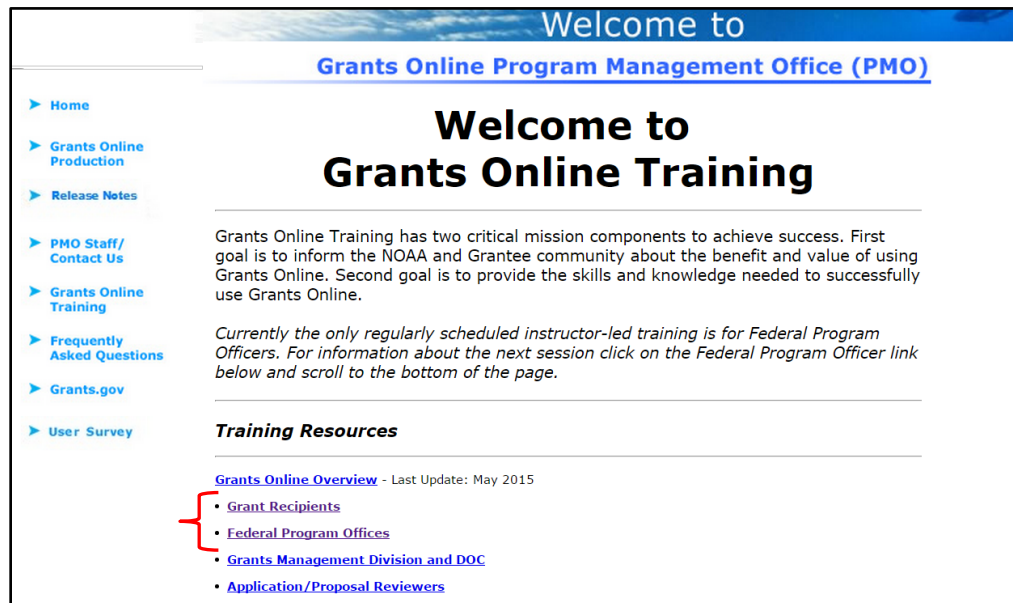 Welcome to
Grants Online Program Management Office (PMO)
Home
Grants Online
Production
Release Notes
PMO Staff/
Contact Us
Grants Online
Training
Frequently
Asked Questions
Grants.gov
User Survey
Welcome to
Grants Online Training
Grants Online Training has two critical mission components to achieve success. First
goal is to inform the NOAA and Grantee community about the benefit and value of using
Grants Online. Second goal is to provide the skills and knowledge needed to successfully
use Grants Online.
Currently the only regularly scheduled instructor-led training is for Federal Program
Officers. For information about the next session click on the Federal Program Officer link
below and scroll to the bottom of the page.
Training Resources
Grants Online Overview - Last Update: May 2015
• Grant Recipients
• Federal Program Offices
• Grants Management Division and DOC
• Application/Proposal Reviewers